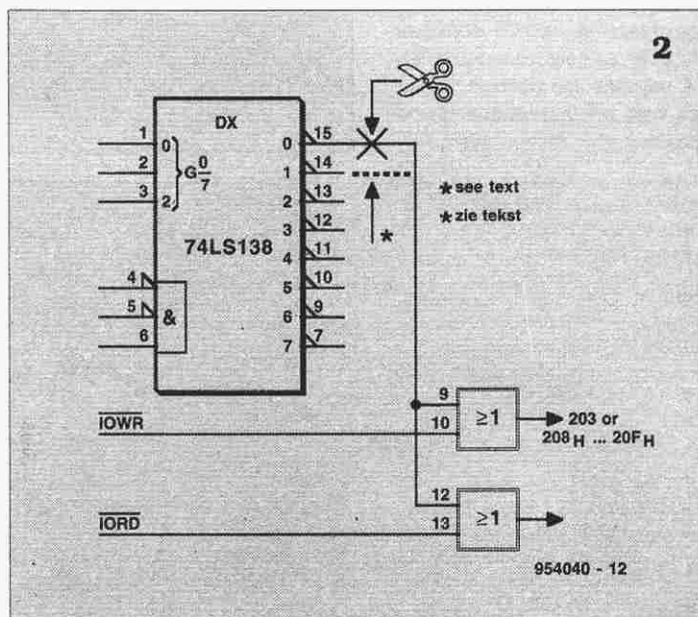 2
DX
74LS138
1 0
2
3 2
G 0/7
4
5
6
&
0 15
1 14
2 13
3 12
4 11
5 10
6 9
7 7
* see text
* zie tekst
*
IOWR
9
10
≥1
203 or
208H ... 20FH
IORD
12
13
≥1
954040 - 12